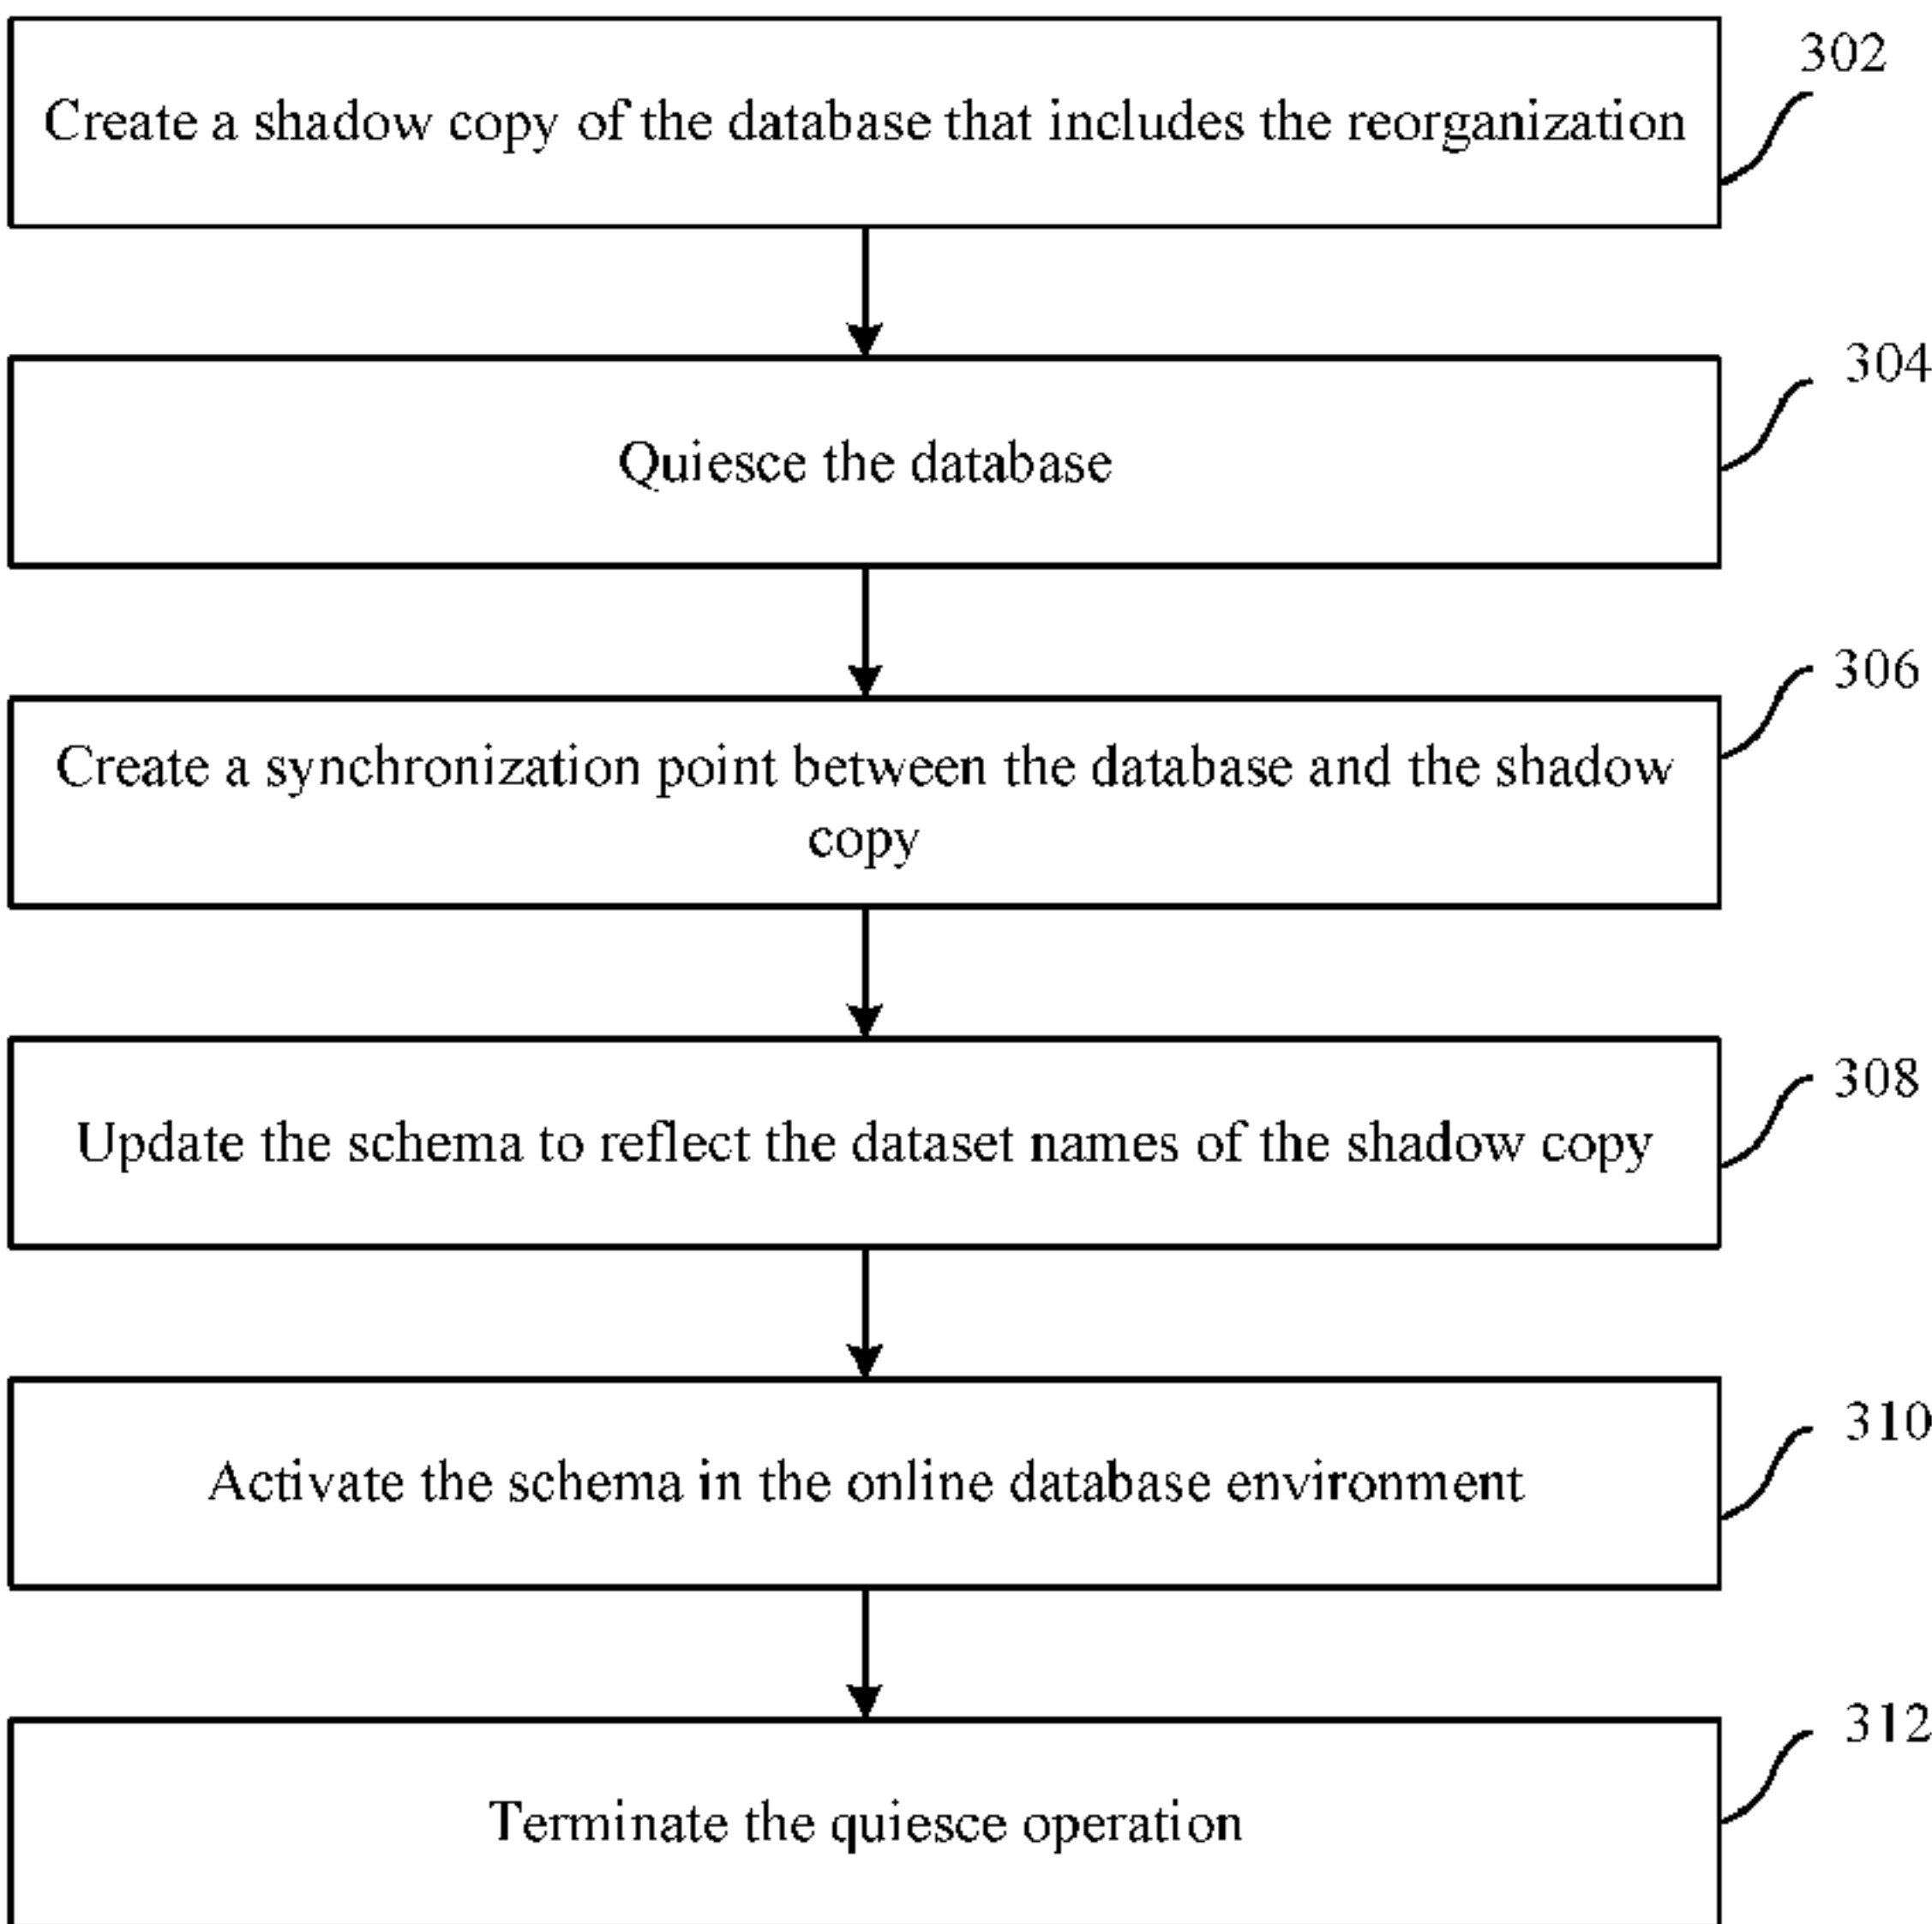 302
Create a shadow copy of the database that includes the reorganization
304
Quiesce the database
306
Create a synchronization point between the database and the shadow
copy
308
Update the schema to reflect the dataset names of the shadow copy
310
Activate the schema in the online database environment
312
Terminate the quiesce operation